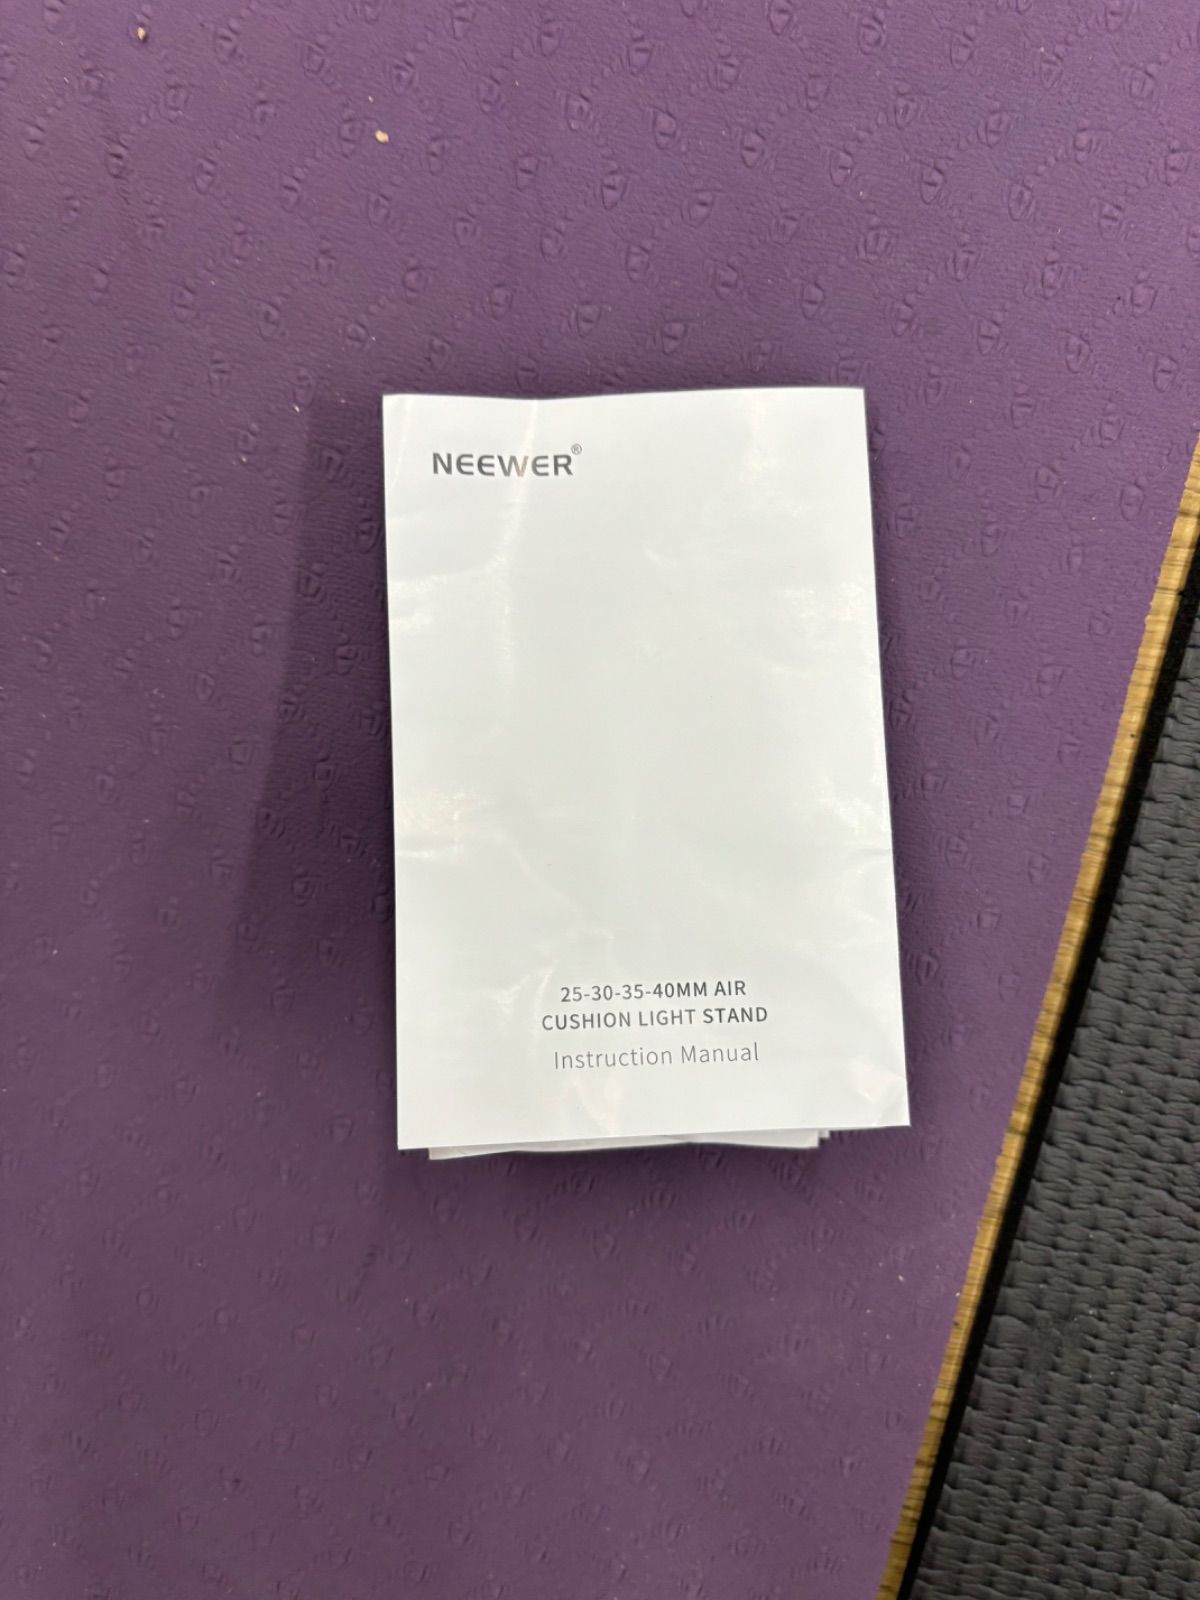 NEEWER®
25-30-35-40MM AIR
CUSHION LIGHT STAND
Instruction Manual